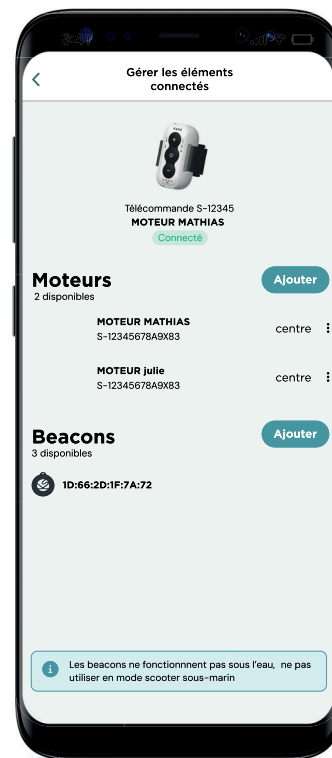 9:41
Gérer les éléments
connectés
Télécommande S-12345
MOTEUR MATHIAS
Connecté
Moteurs
Ajouter
2 disponibles
MOTEUR MATHIAS
centre
S-12345678A9X83
MOTEUR julie
centre
S-12345678A9X83
Beacons
Ajouter
3 disponibles
1D:66:2D:1F:7A:72
Les beacons ne fonctionnnent pas sous l'eau, ne pas
utiliser en mode scooter sous-marin